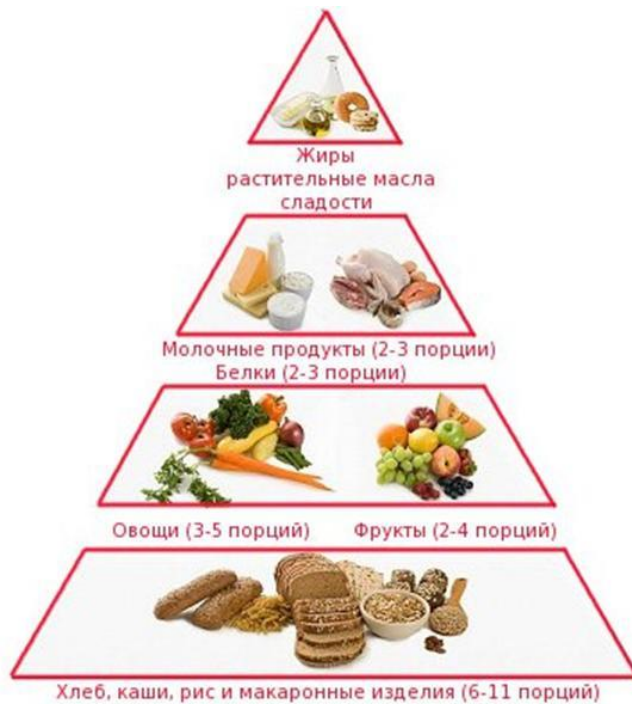 Жиры
растительные масла
сладости
Молочные продукты (2-3 порции)
Белки (2-3 порции)
Овощи (3-5 порций) Фрукты (2-4 порций)
Хлеб, каши, рис и макаронные изделия (6-11 порций)